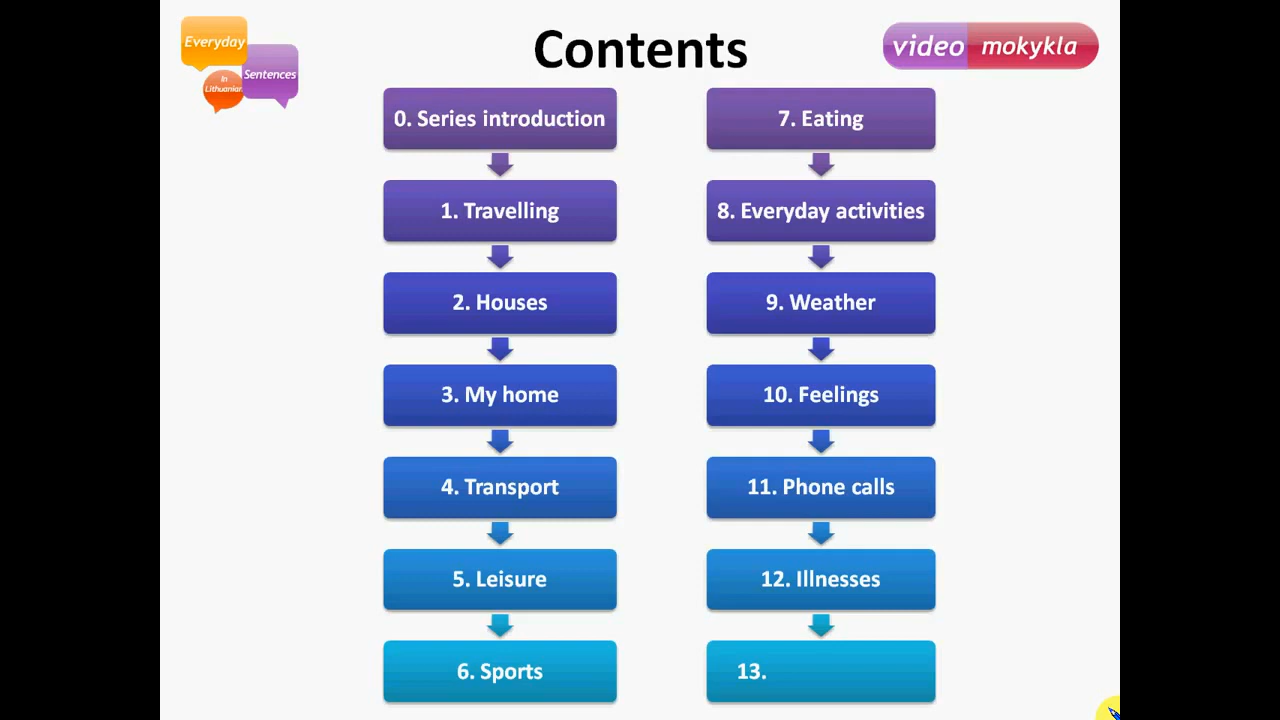 Everyday
Sentences
in
Lithuanian
Contents
video mokykla
0. Series introduction
1. Travelling
2. Houses
3. My home
4. Transport
5. Leisure
6. Sports
7. Eating
8. Everyday activities
9. Weather
10. Feelings
11. Phone calls
12. Illnesses
13.